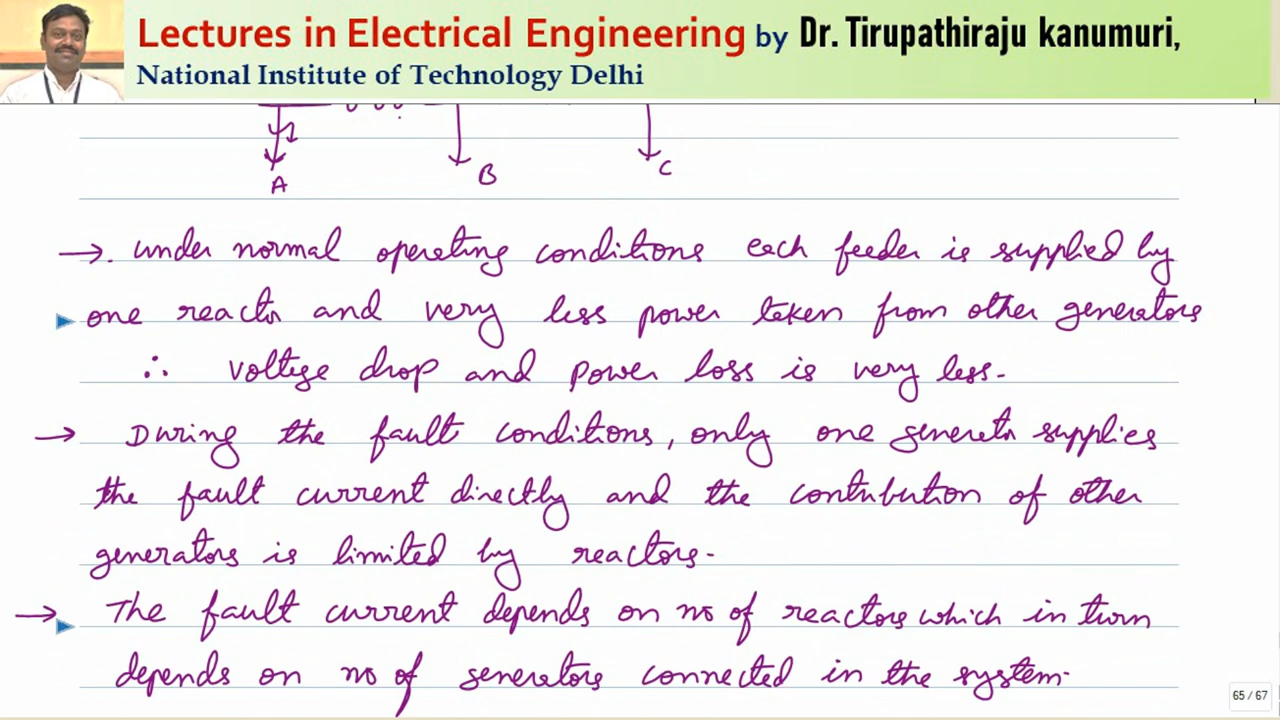 Lectures in Electrical Engineering by Dr. Tirupathiraju kanumuri,
National Institute of Technology Delhi
A B C
→. under normal operating conditions each feeder is supplied by
one reactor and very less power taken from other generators
∴ voltage drop and power loss is very less.
→ During the fault conditions, only one generator supplies
the fault current directly and the contribution of other
generators is limited by reactors.
→ The fault current depends on no of reactors which in turn
depends on no of generators connected in the system.
65 / 67